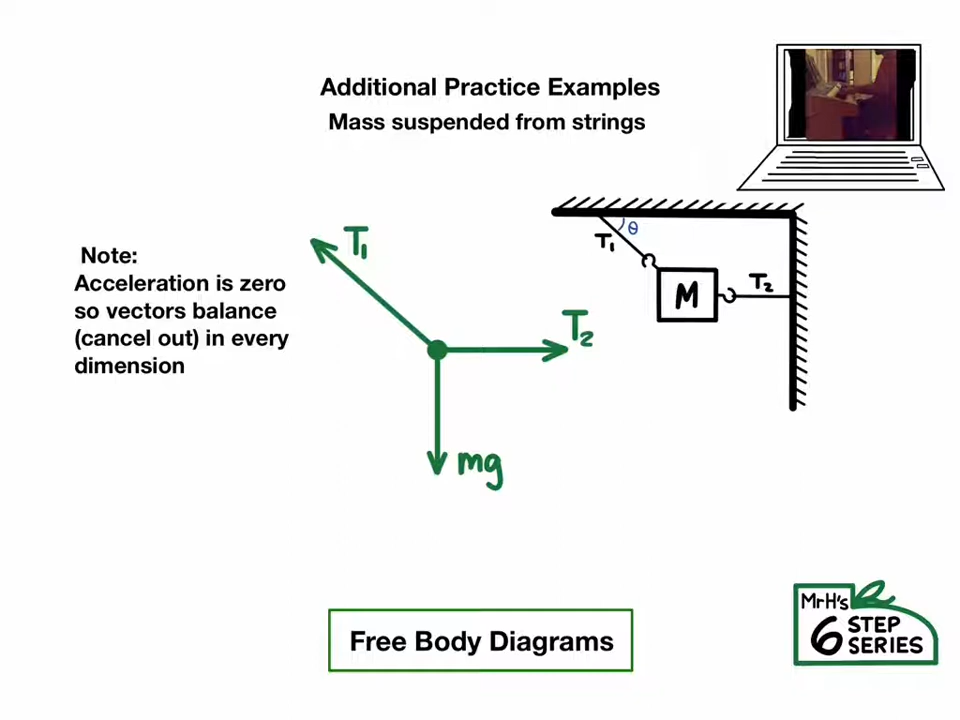 Additional Practice Examples
Mass suspended from strings
Note:
Acceleration is zero
so vectors balance
(cancel out) in every
dimension
T₁
T₂
mg
θ
T₁
M
T₂
Free Body Diagrams
MrH's
6 STEP
SERIES